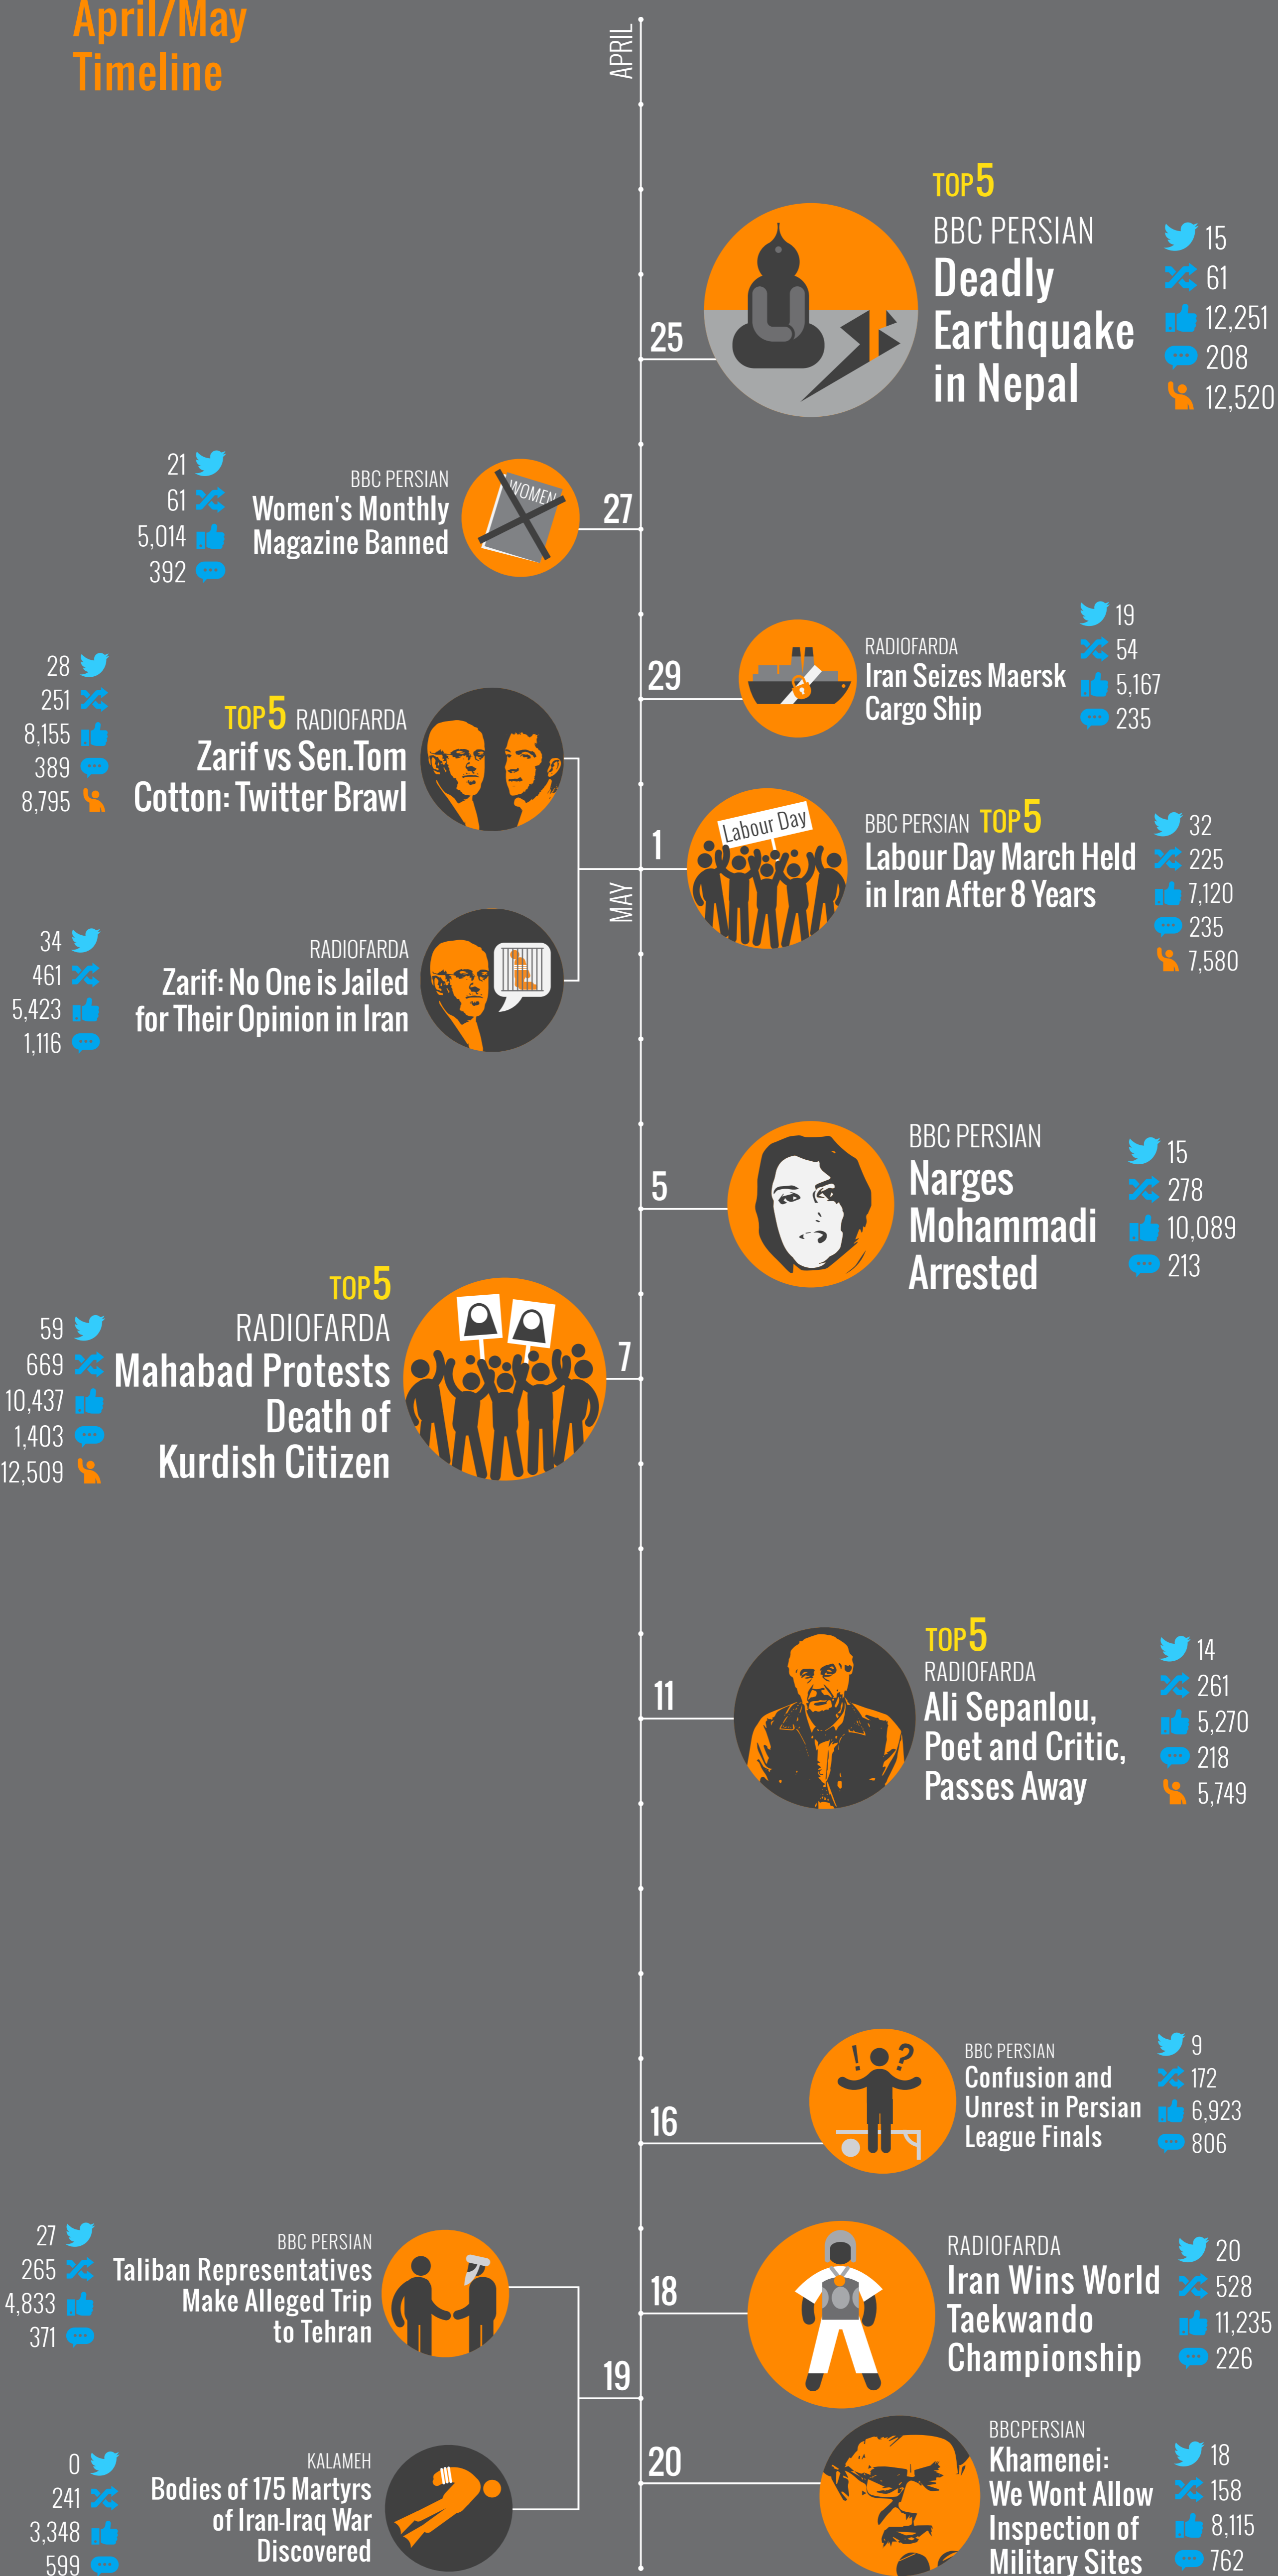 April/May
Timeline
APRIL
TOP5
BBC PERSIAN
Deadly
Earthquake
in Nepal
15
61
12,251
208
12,520
25
21
61
5,014
392
BBC PERSIAN
Women's Monthly
Magazine Banned
WOMEN
27
29
RADIOFARDA
Iran Seizes Maersk
Cargo Ship
19
54
5,167
235
28
251
8,155
389
8,795
TOP5 RADIOFARDA
Zarif vs Sen.Tom
Cotton: Twitter Brawl
1
MAY
Labour Day
BBC PERSIAN TOP5
Labour Day March Held
in Iran After 8 Years
32
225
7,120
235
7,580
34
461
5,423
1,116
RADIOFARDA
Zarif: No One is Jailed
for Their Opinion in Iran
5
BBC PERSIAN
Narges
Mohammadi
Arrested
15
278
10,089
213
59
669
10,437
1,403
12,509
TOP5
RADIOFARDA
Mahabad Protests
Death of
Kurdish Citizen
7
11
TOP5
RADIOFARDA
Ali Sepanlou,
Poet and Critic,
Passes Away
14
261
5,270
218
5,749
16
! ?
BBC PERSIAN
Confusion and
Unrest in Persian
League Finals
9
172
6,923
806
27
265
4,833
371
BBC PERSIAN
Taliban Representatives
Make Alleged Trip
to Tehran
18
RADIOFARDA
Iran Wins World
Taekwando
Championship
20
528
11,235
226
19
0
241
3,348
599
KALAMEH
Bodies of 175 Martyrs
of Iran-Iraq War
Discovered
20
BBCPERSIAN
Khamenei:
We Wont Allow
Inspection of
Military Sites
18
158
8,115
762